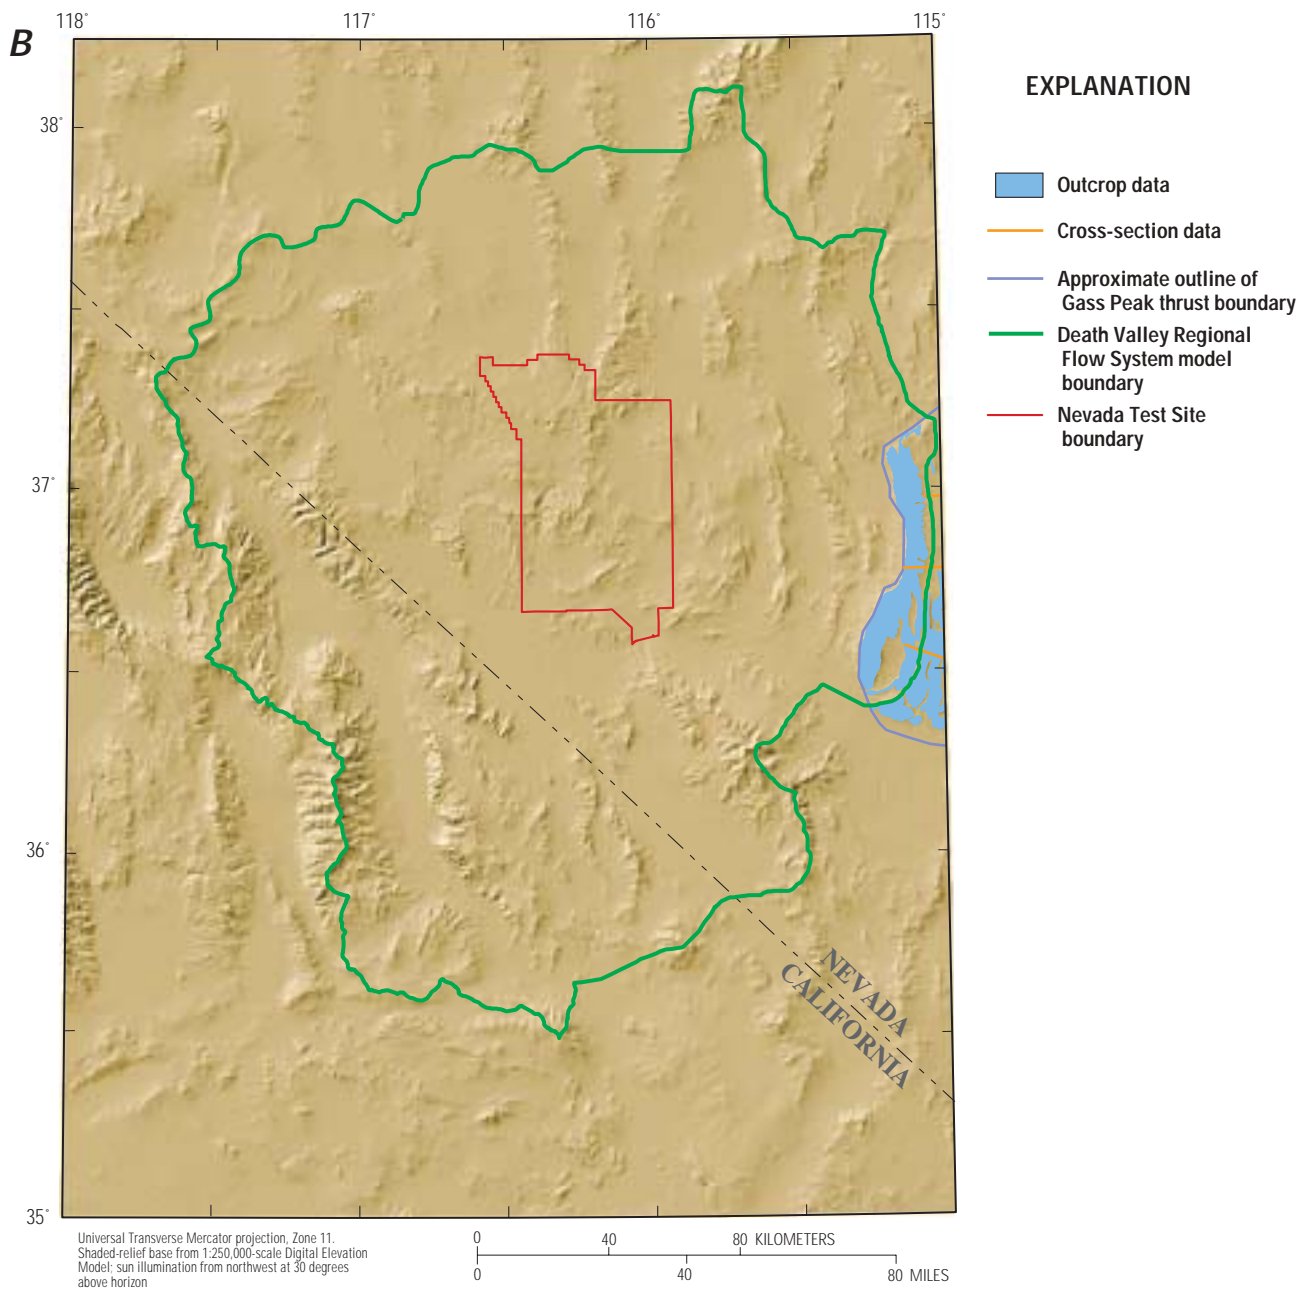 B
118°
117°
116°
115°
38°
37°
36°
35°
NEVADA
CALIFORNIA
EXPLANATION
Outcrop data
Cross-section data
Approximate outline of
Gass Peak thrust boundary
Death Valley Regional
Flow System model
boundary
Nevada Test Site
boundary
Universal Transverse Mercator projection, Zone 11.
Shaded-relief base from 1:250,000-scale Digital Elevation
Model; sun illumination from northwest at 30 degrees
above horizon
0 40 80 KILOMETERS
0 40 80 MILES